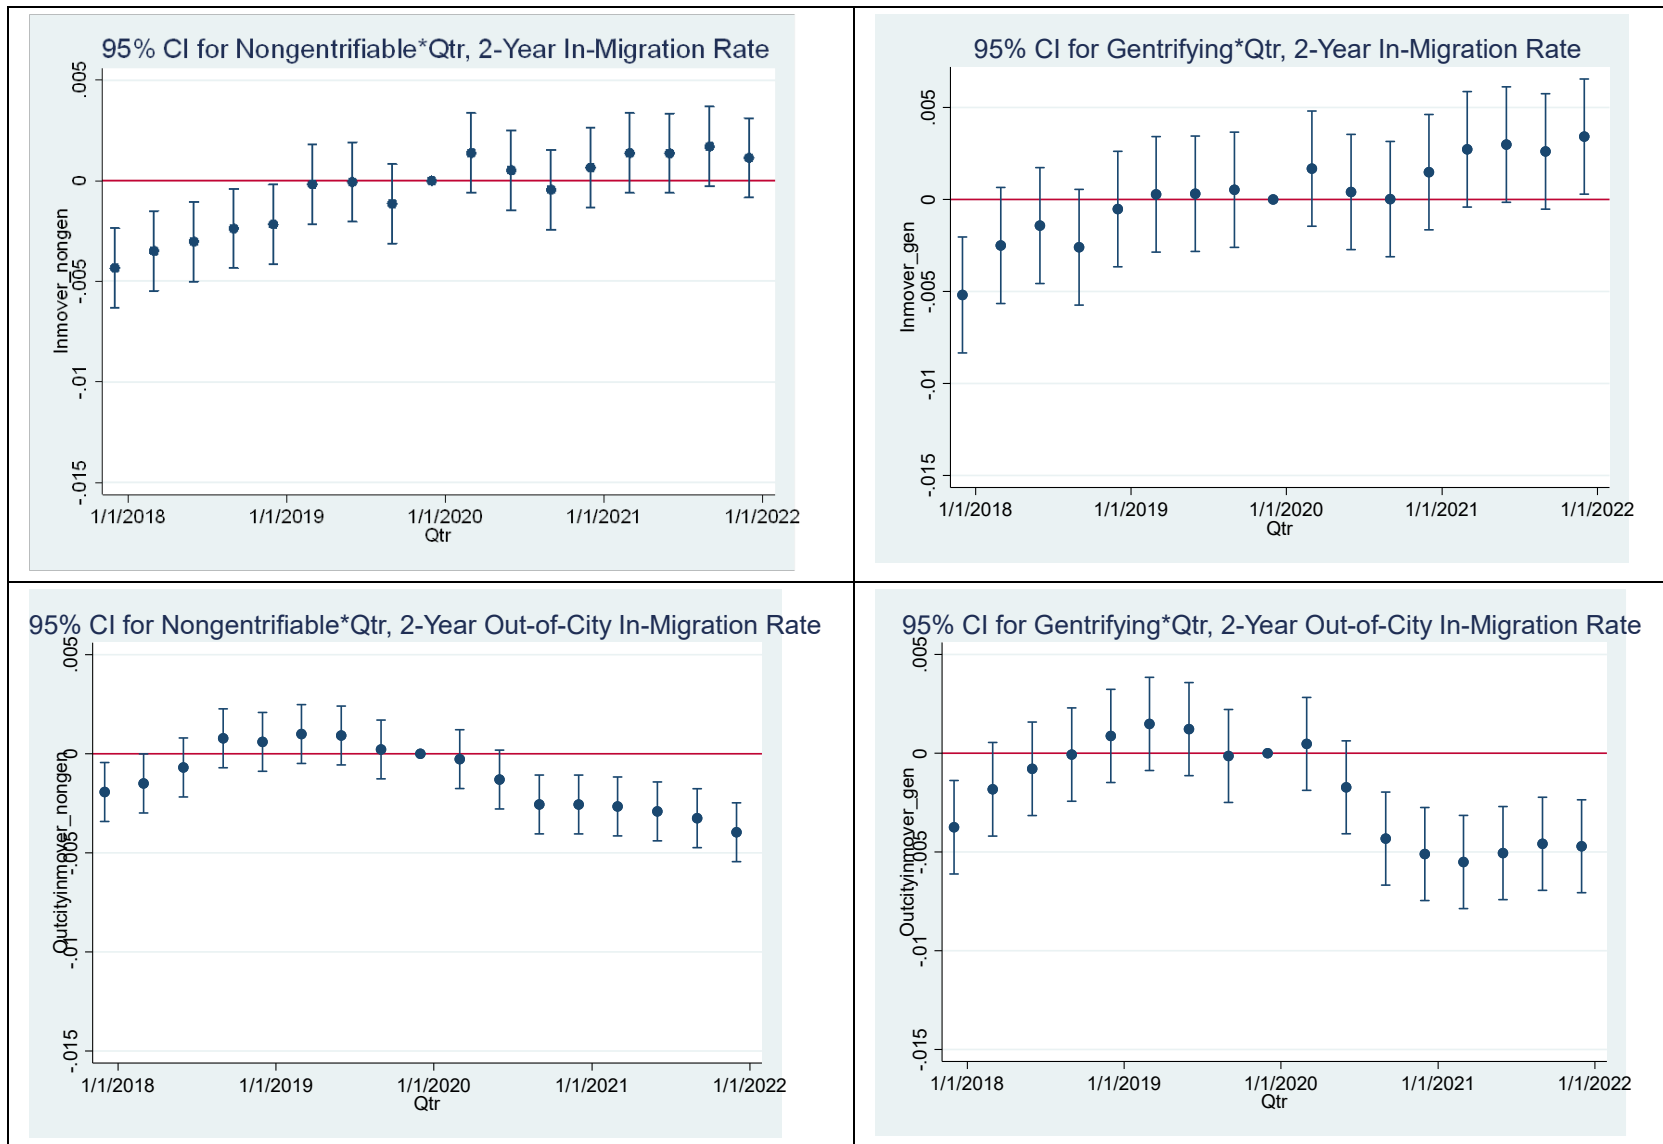 95% CI for Nongentrifiable*Qtr, 2-Year In-Migration Rate
Inmover_nongen
.005
0
-.005
-.01
-.015
1/1/2018 1/1/2019 1/1/2020 1/1/2021 1/1/2022
Qtr
95% CI for Gentrifying*Qtr, 2-Year In-Migration Rate
Inmover_gen
.005
0
-.005
-.01
-.015
1/1/2018 1/1/2019 1/1/2020 1/1/2021 1/1/2022
Qtr
95% CI for Nongentrifiable*Qtr, 2-Year Out-of-City In-Migration Rate
Outcityinmover_nongen
.005
0
-.005
-.01
-.015
1/1/2018 1/1/2019 1/1/2020 1/1/2021 1/1/2022
Qtr
95% CI for Gentrifying*Qtr, 2-Year Out-of-City In-Migration Rate
Outcityinmover_gen
.005
0
-.005
-.01
-.015
1/1/2018 1/1/2019 1/1/2020 1/1/2021 1/1/2022
Qtr